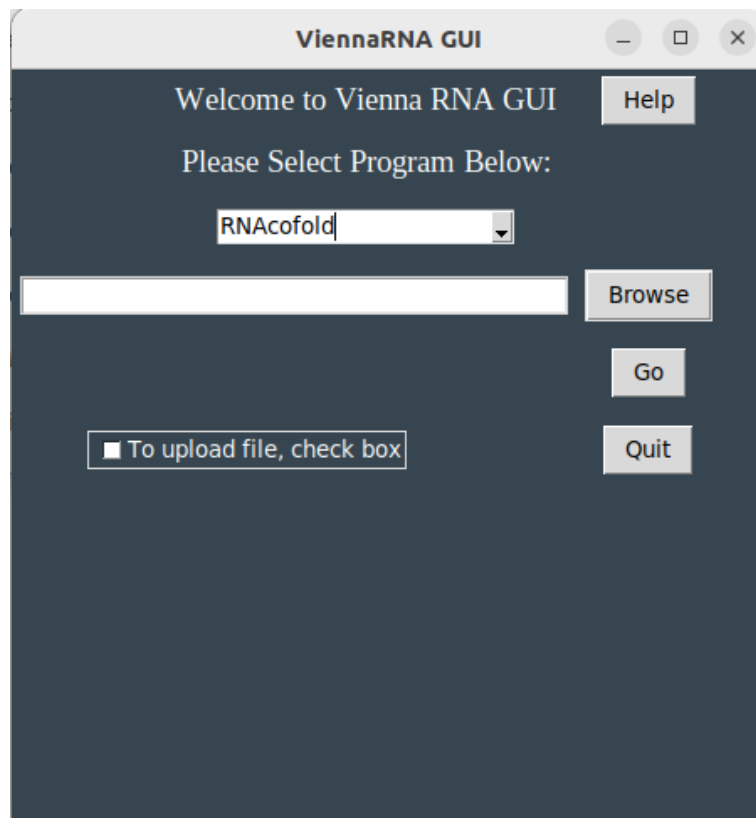 ViennaRNA GUI
Welcome to Vienna RNA GUI
Help
Please Select Program Below:
RNAcofold
Browse
Go
To upload file, check box
Quit